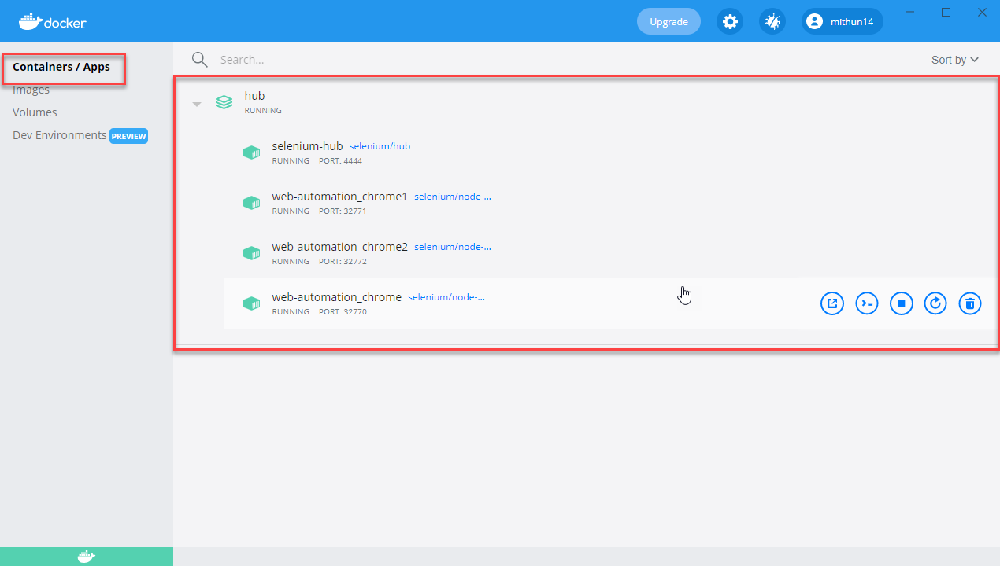 docker
Upgrade
mithun14
Containers / Apps
Images
Volumes
Dev Environments PREVIEW
Search...
Sort by
hub
RUNNING
selenium-hub selenium/hub
RUNNING PORT: 4444
web-automation_chrome1 selenium/node-...
RUNNING PORT: 32771
web-automation_chrome2 selenium/node-...
RUNNING PORT: 32772
web-automation_chrome selenium/node-...
RUNNING PORT: 32770